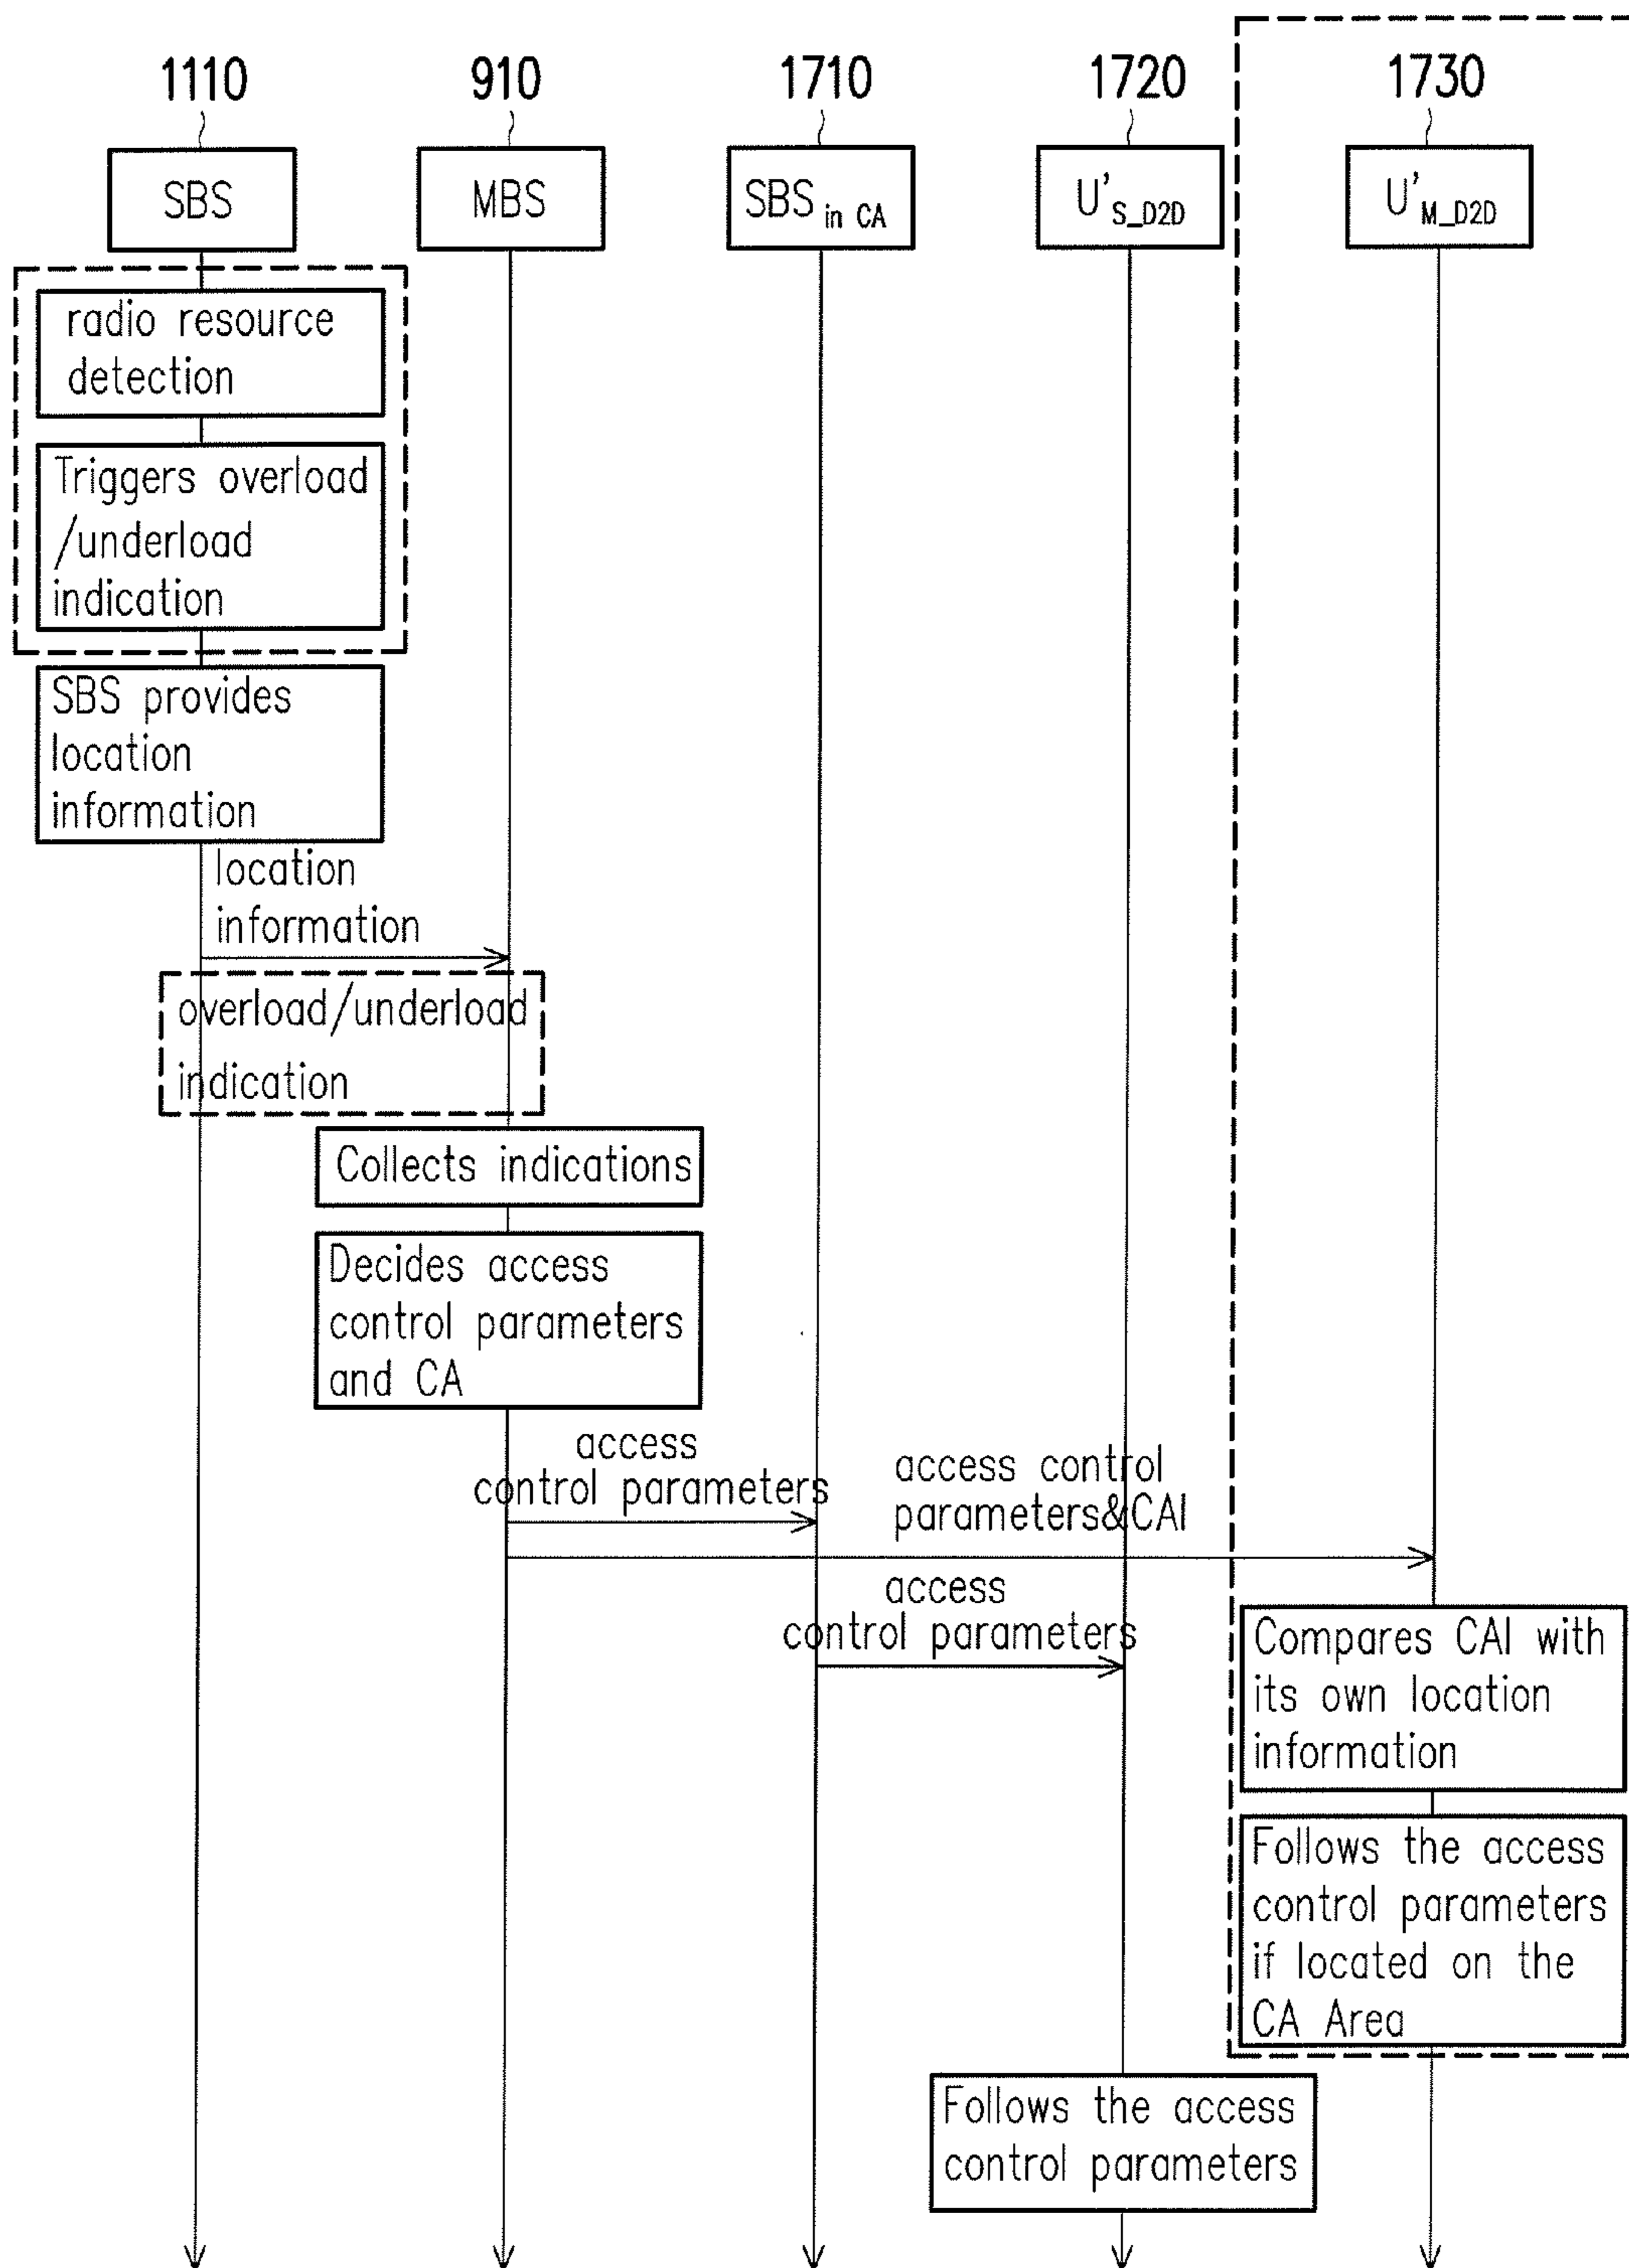 1110 910 1710 1720 1730
SBS MBS SBS in CA U'S_D2D U'M_D2D
radio resource
detection
Triggers overload
/underload
indication
SBS provides
location
information
location
information
overload/underload
indication
Collects indications
Decides access
control parameters
and CA
access
control parameters
access control
parameters&CAI
access
control parameters
Compares CAI with
its own location
information
Follows the access
control parameters
if located on the
CA Area
Follows the access
control parameters